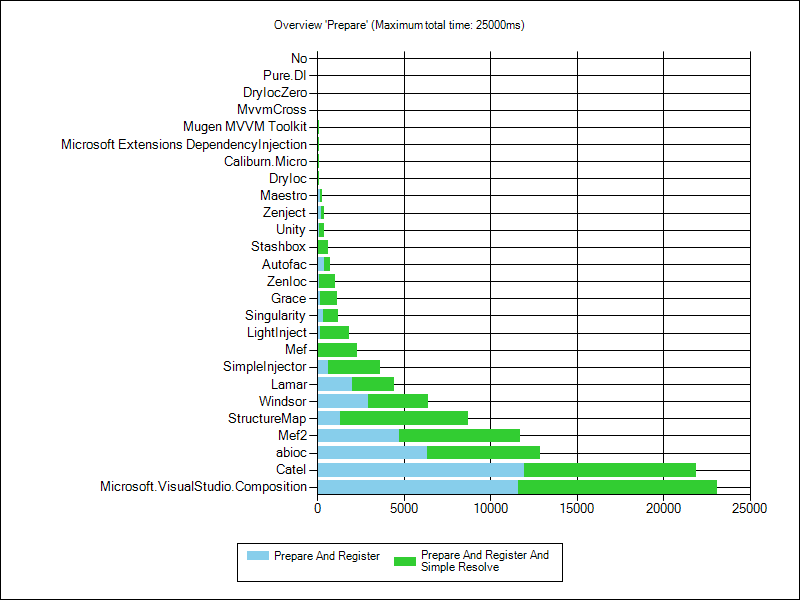 Overview 'Prepare' (Maximum total time: 25000ms)
No
Pure.DI
DryIocZero
MvvmCross
Mugen MVVM Toolkit
Microsoft Extensions DependencyInjection
Caliburn.Micro
DryIoc
Maestro
Zenject
Unity
Stashbox
Autofac
ZenIoc
Grace
Singularity
LightInject
Mef
SimpleInjector
Lamar
Windsor
StructureMap
Mef2
abioc
Catel
Microsoft.VisualStudio.Composition
0 5000 10000 15000 20000 25000
Prepare And Register
Prepare And Register And
Simple Resolve